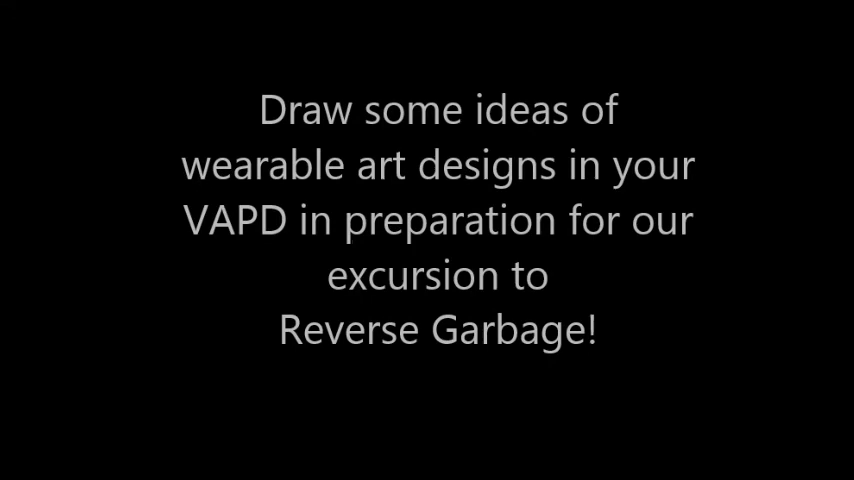 Draw some ideas of
wearable art designs in your
VAPD in preparation for our
excursion to
Reverse Garbage!